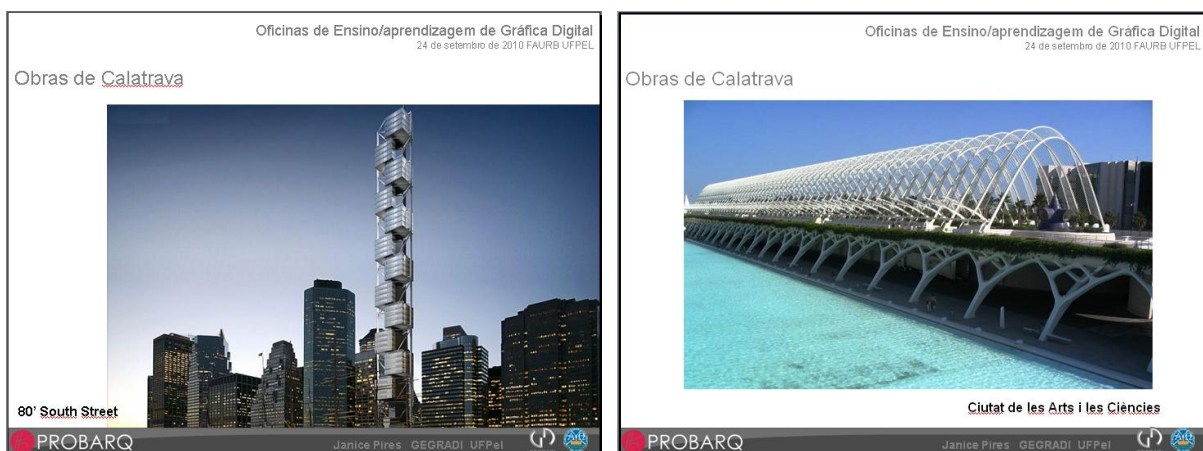 Oficinas de Ensino/aprendizagem de Gráfica Digital
24 de setembro de 2010 FAURB UFPEL
Obras de Calatrava
80' South Street
PROBARQ
Janice Pires GEGRADI UFPel
Oficinas de Ensino/aprendizagem de Gráfica Digital
24 de setembro de 2010 FAURB UFPEL
Obras de Calatrava
Ciutat de les Arts i les Ciències
PROBARQ
Janice Pires GEGRADI UFPel